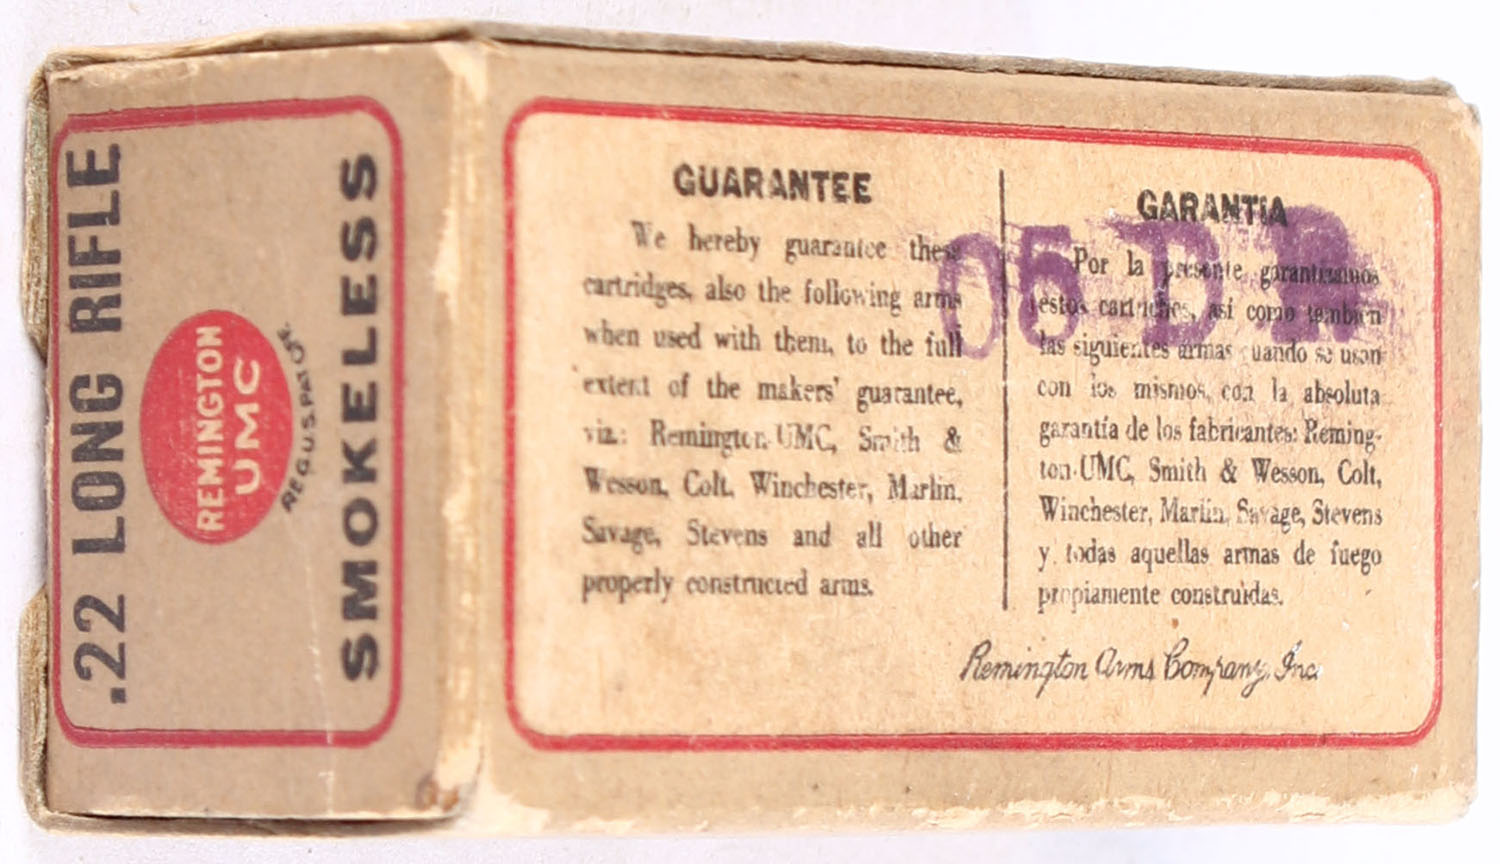 .22 LONG RIFLE
REMINGTON
UMC
REG.U.S.PAT.OF.
SMOKELESS
GUARANTEE
We hereby guarantee these
cartridges, also the following arms
when used with them, to the full
extent of the makers' guarantee,
viz.: Remington-UMC, Smith &
Wesson, Colt, Winchester, Marlin,
Savage, Stevens and all other
properly constructed arms.
GARANTIA
Por la presente garantizamos
estos cartuchos, así como tambien
las siguientes armas cuando se usan
con los mismos, con la absoluta
garantía de los fabricantes: Reming-
ton-UMC, Smith & Wesson, Colt,
Winchester, Marlin, Savage, Stevens
y todas aquellas armas de fuego
propiamente construidas.
05 D
Remington Arms Company, Inc.